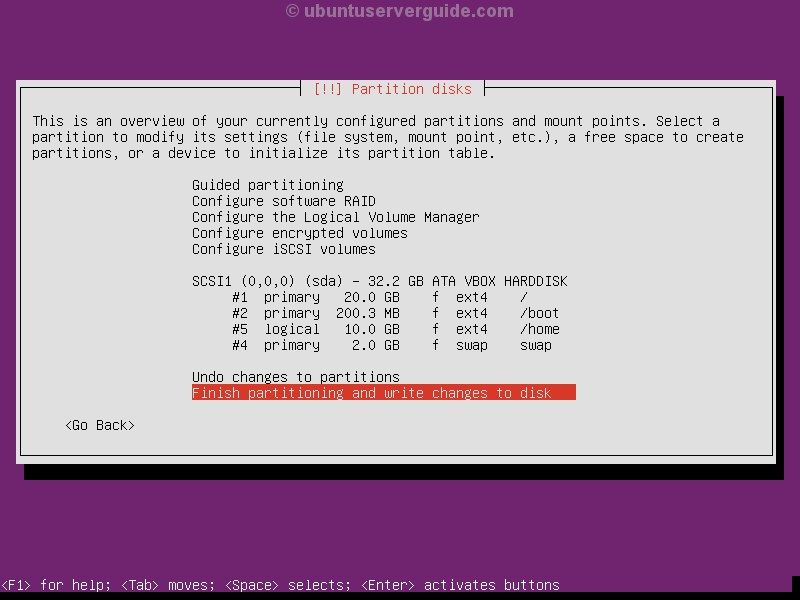 © ubuntuserverguide.com
[!!] Partition disks
This is an overview of your currently configured partitions and mount points. Select a
partition to modify its settings (file system, mount point, etc.), a free space to create
partitions, or a device to initialize its partition table.
Guided partitioning
Configure software RAID
Configure the Logical Volume Manager
Configure encrypted volumes
Configure iSCSI volumes
SCSI1 (0,0,0) (sda) - 32.2 GB ATA VBOX HARDDISK
#1 primary 20.0 GB f ext4 /
#2 primary 200.3 MB f ext4 /boot
#5 logical 10.0 GB f ext4 /home
#4 primary 2.0 GB f swap swap
Undo changes to partitions
Finish partitioning and write changes to disk
<Go Back>
<F1> for help; <Tab> moves; <Space> selects; <Enter> activates buttons